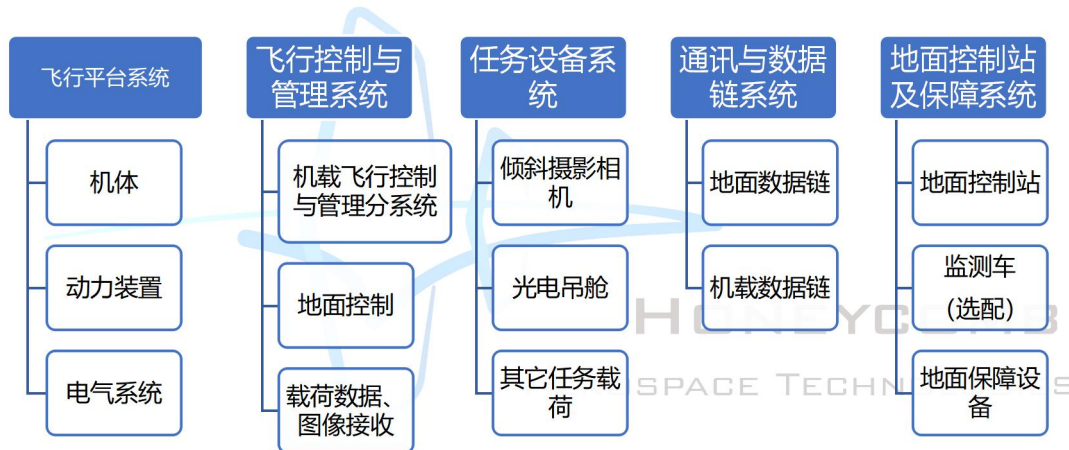 飞行平台系统
机体
动力装置
电气系统
飞行控制与
管理系统
机载飞行控制
与管理分系统
地面控制
载荷数据、
图像接收
任务设备系
统
倾斜摄影相
机
光电吊舱
其它任务载
荷
通讯与数据
链系统
地面数据链
机载数据链
地面控制站
及保障系统
地面控制站
监测车
（选配）
地面保障设
备
HONEYCOMB
SPACE